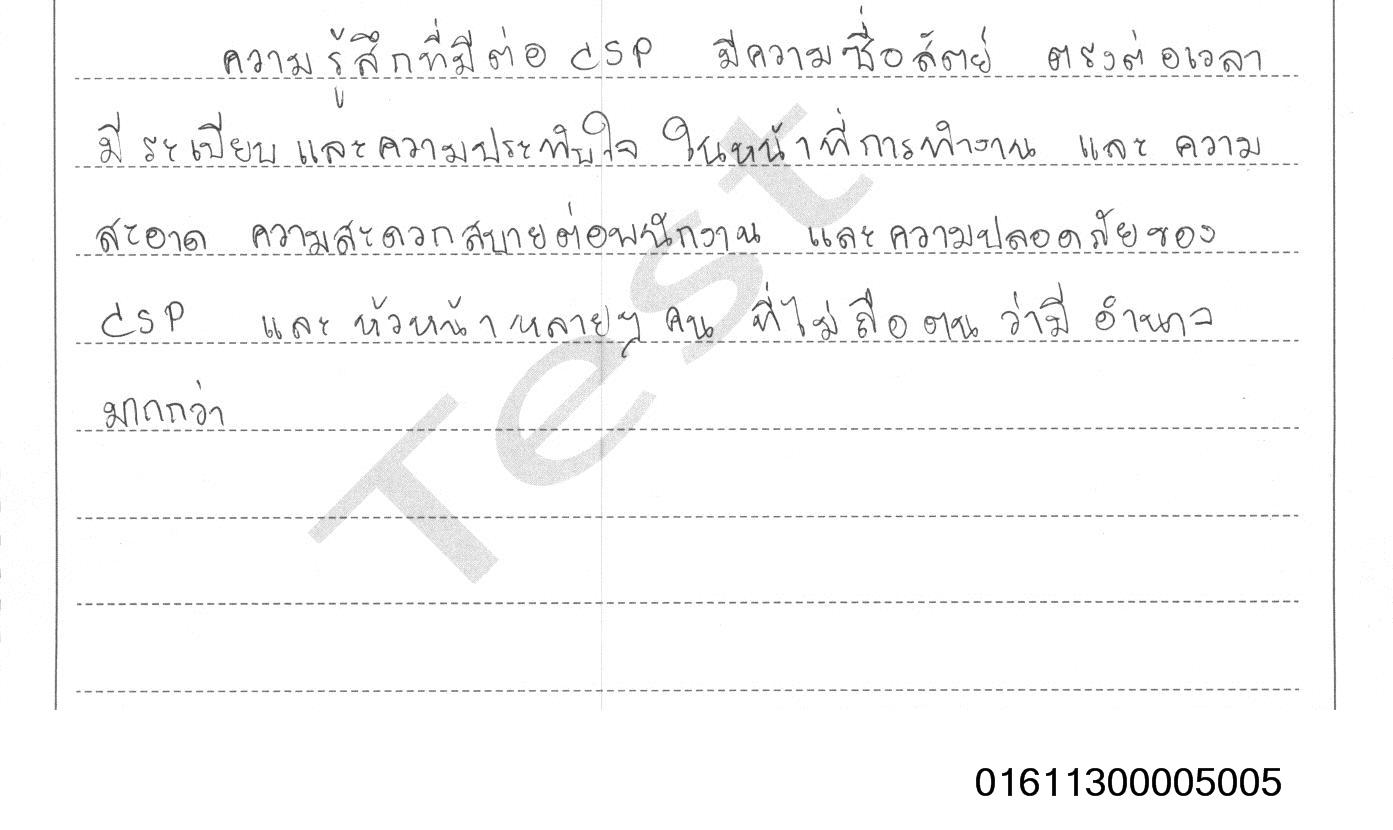 ความรู้สึกที่มีต่อ CSP มีความซื่อสัตย์ ตรงต่อเวลา
มีระเบียบและความประทับใจ ในหน้าที่การทำงาน และ ความ
สะอาด ความสะดวกสบายต่อพนักงาน และความปลอดภัยของ
CSP และ หัวหน้าหลายๆ คน ที่ไม่ถือตน ว่ามี อำนาจ
มากกว่า
Test
01611300005005